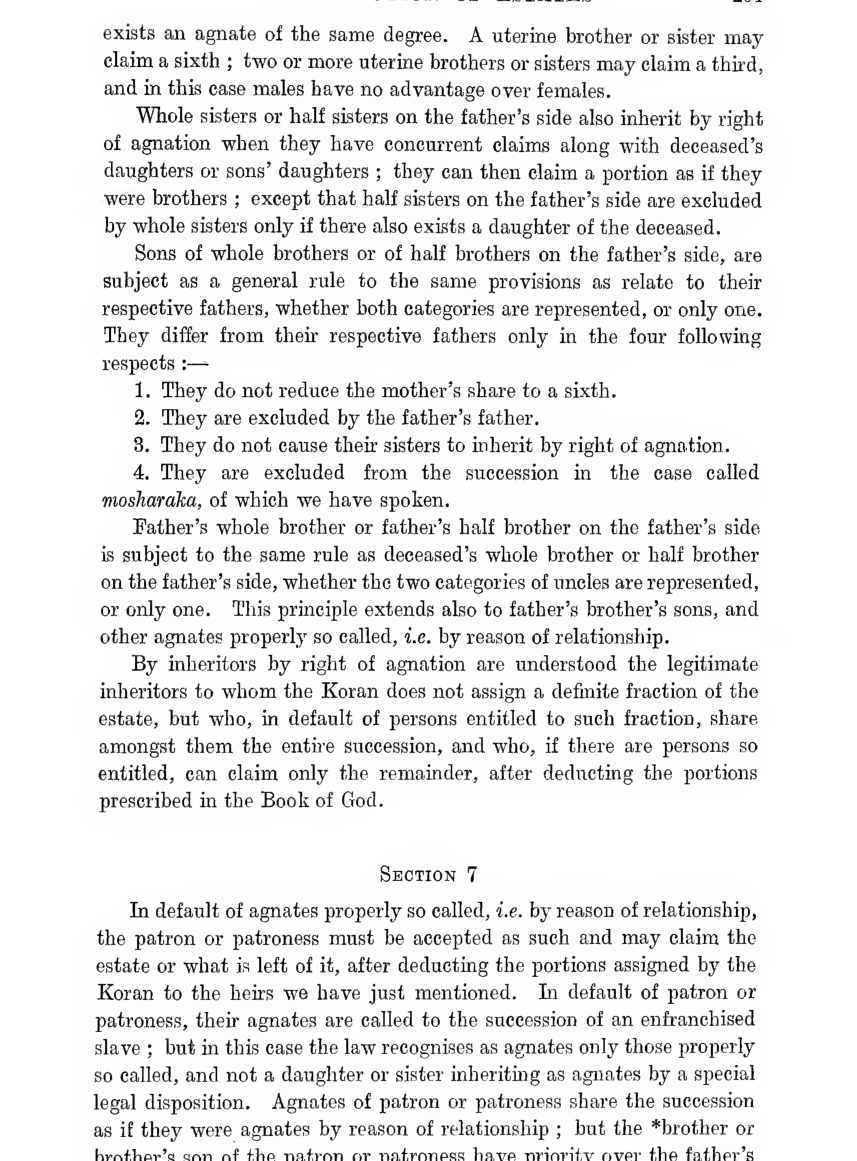 exists an agnate of the same degree. A uterine brother or sister may
claim a sixth ; two or more uterine brothers or sisters may claim a third,
and in this case males have no advantage over females.
Whole sisters or half sisters on the father's side also inherit by right
of agnation when they have concurrent claims along with deceased's
daughters or sons' daughters ; they can then claim a portion as if they
were brothers ; except that half sisters on the father's side are excluded
by whole sisters only if there also exists a daughter of the deceased.
Sons of whole brothers or of half brothers on the father's side, are
subject as a general rule to the same provisions as relate to their
respective fathers, whether both categories are represented, or only one.
They differ from their respective fathers only in the four following
respects :—
1. They do not reduce the mother's share to a sixth.
2. They are excluded by the father's father.
3. They do not cause their sisters to inherit by right of agnation.
4. They are excluded from the succession in the case called
mosharaka, of which we have spoken.
Father's whole brother or father's half brother on the father's side
is subject to the same rule as deceased's whole brother or half brother
on the father's side, whether the two categories of uncles are represented,
or only one. This principle extends also to father's brother's sons, and
other agnates properly so called, i.e. by reason of relationship.
By inheritors by right of agnation are understood the legitimate
inheritors to whom the Koran does not assign a definite fraction of the
estate, but who, in default of persons entitled to such fraction, share
amongst them the entire succession, and who, if there are persons so
entitled, can claim only the remainder, after deducting the portions
prescribed in the Book of God.
Section 7
In default of agnates properly so called, i.e. by reason of relationship,
the patron or patroness must be accepted as such and may claim the
estate or what is left of it, after deducting the portions assigned by the
Koran to the heirs we have just mentioned. In default of patron or
patroness, their agnates are called to the succession of an enfranchised
slave ; but in this case the law recognises as agnates only those properly
so called, and not a daughter or sister inheriting as agnates by a special
legal disposition. Agnates of patron or patroness share the succession
as if they were agnates by reason of relationship ; but the *brother or
brother's son of the patron or patroness have priority over the father's